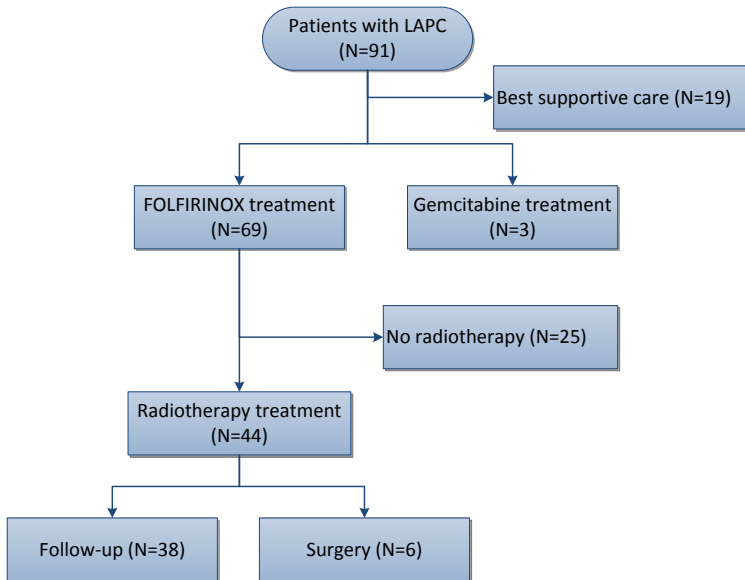 Patients with LAPC
(N=91)
Best supportive care (N=19)
FOLFIRINOX treatment
(N=69)
Gemcitabine treatment
(N=3)
No radiotherapy (N=25)
Radiotherapy treatment
(N=44)
Follow-up (N=38)
Surgery (N=6)